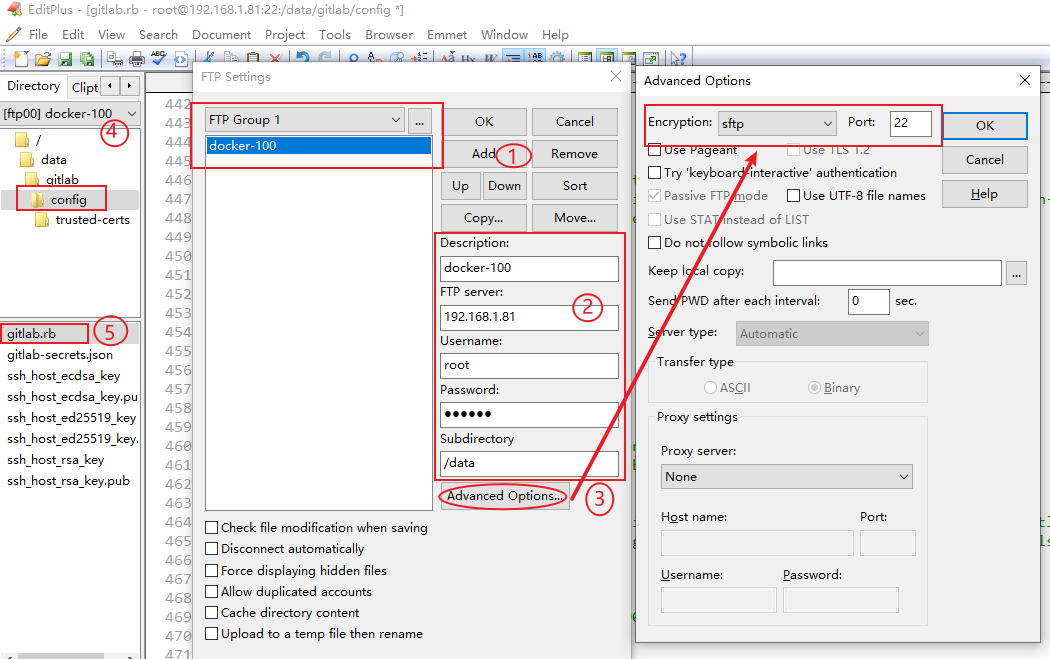 EditPlus - [gitlab.rb - root@192.168.1.81:22:/data/gitlab/config *]
File Edit View Search Document Project Tools Browser Emmet Window Help
Directory Clipt
[ftp00] docker-100
④
/
data
gitlab
config
trusted-certs
gitlab.rb
⑤
gitlab-secrets.json
ssh_host_ecdsa_key
ssh_host_ecdsa_key.pu
ssh_host_ed25519_key
ssh_host_ed25519_key.
ssh_host_rsa_key
ssh_host_rsa_key.pub
442
443
444
445
446
447
448
449
450
451
452
453
454
455
456
457
458
459
460
461
462
463
464
465
466
467
468
469
470
471
FTP Settings
FTP Group 1
...
docker-100
OK Cancel
Add ① Remove
Up Down Sort
Copy... Move...
Description:
docker-100
FTP server:
②
192.168.1.81
Username:
root
Password:
●●●●●●
Subdirectory
/data
Advanced Options... ③
Check file modification when saving
Disconnect automatically
Force displaying hidden files
Allow duplicated accounts
Cache directory content
Upload to a temp file then rename
Advanced Options
Encryption: sftp Port: 22
OK
Use Pageant Use TLS 1.2
Cancel
Try 'keyboard-interactive' authentication
Passive FTP mode Use UTF-8 file names
Help
Use STAT instead of LIST
Do not follow symbolic links
Keep local copy: ...
Send PWD after each interval: 0 sec.
Server type: Automatic
Transfer type
ASCII Binary
Proxy settings
Proxy server:
None
Host name: Port:
Username: Password: